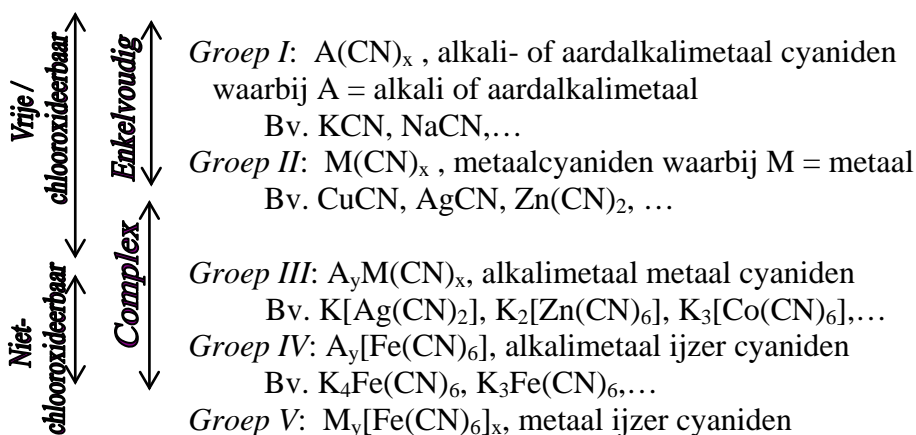 Vrije /
chlooroxideerbaar
Niet-
chlooroxideerbaar
Enkelvoudig
Complex
Groep I: A(CN)ₓ , alkali- of aardalkalimetaal cyaniden
waarbij A = alkali of aardalkalimetaal
Bv. KCN, NaCN,…
Groep II: M(CN)ₓ , metaalcyaniden waarbij M = metaal
Bv. CuCN, AgCN, Zn(CN)₂, …
Groep III: AᵧM(CN)ₓ, alkalimetaal metaal cyaniden
Bv. K[Ag(CN)₂], K₂[Zn(CN)₆], K₃[Co(CN)₆],…
Groep IV: Aᵧ[Fe(CN)₆], alkalimetaal ijzer cyaniden
Bv. K₄Fe(CN)₆, K₃Fe(CN)₆,…
Groep V: Mᵧ[Fe(CN)₆]ₓ, metaal ijzer cyaniden